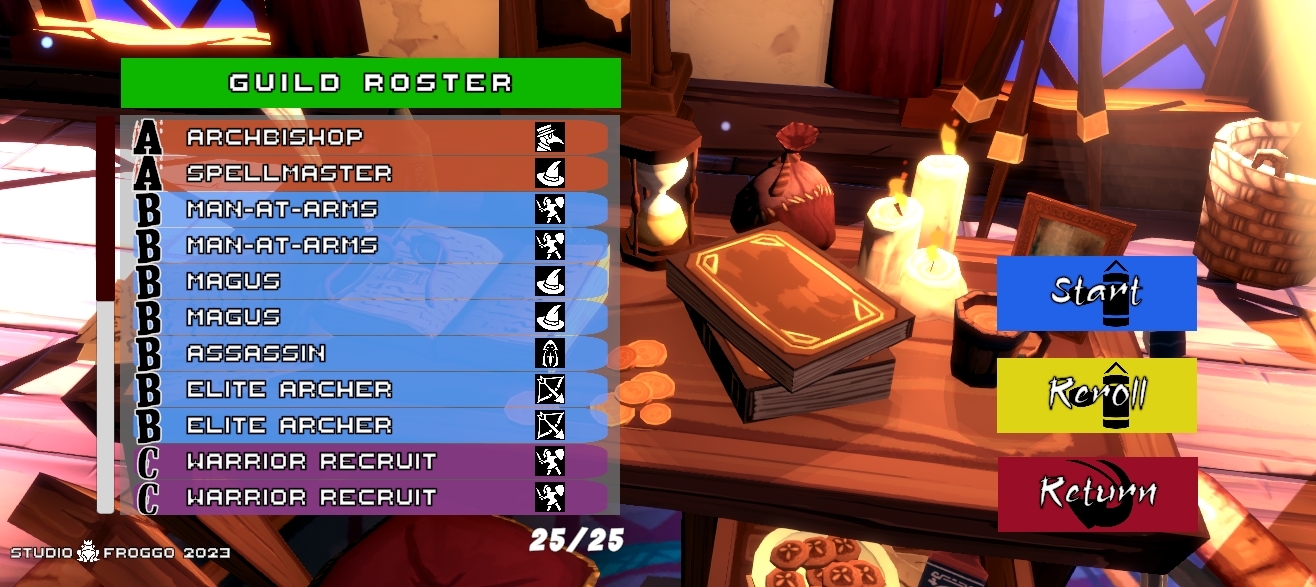 GUILD ROSTER
A ARCHBISHOP
A SPELLMASTER
B MAN-AT-ARMS
B MAN-AT-ARMS
B MAGUS
B MAGUS
B ASSASSIN
B ELITE ARCHER
B ELITE ARCHER
C WARRIOR RECRUIT
C WARRIOR RECRUIT
25/25
Start
Reroll
Return
STUDIO FROGGO 2023